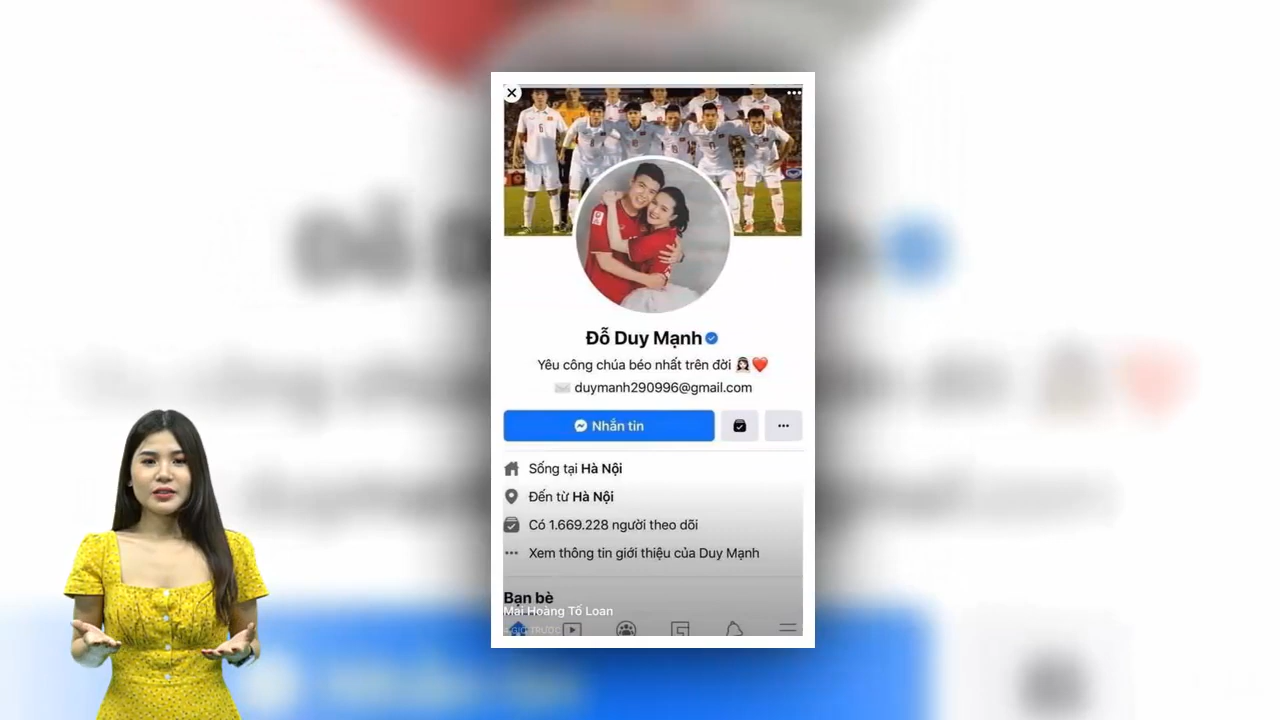 Đỗ Duy Mạnh
Yêu công chúa béo nhất trên đời 👰🏻❤️
duymanh290996@gmail.com
Nhắn tin
Sống tại Hà Nội
Đến từ Hà Nội
Có 1.669.228 người theo dõi
Xem thông tin giới thiệu của Duy Mạnh
Bạn bè
Mai Hoàng Tố Loan
GIỜ TRƯỚC